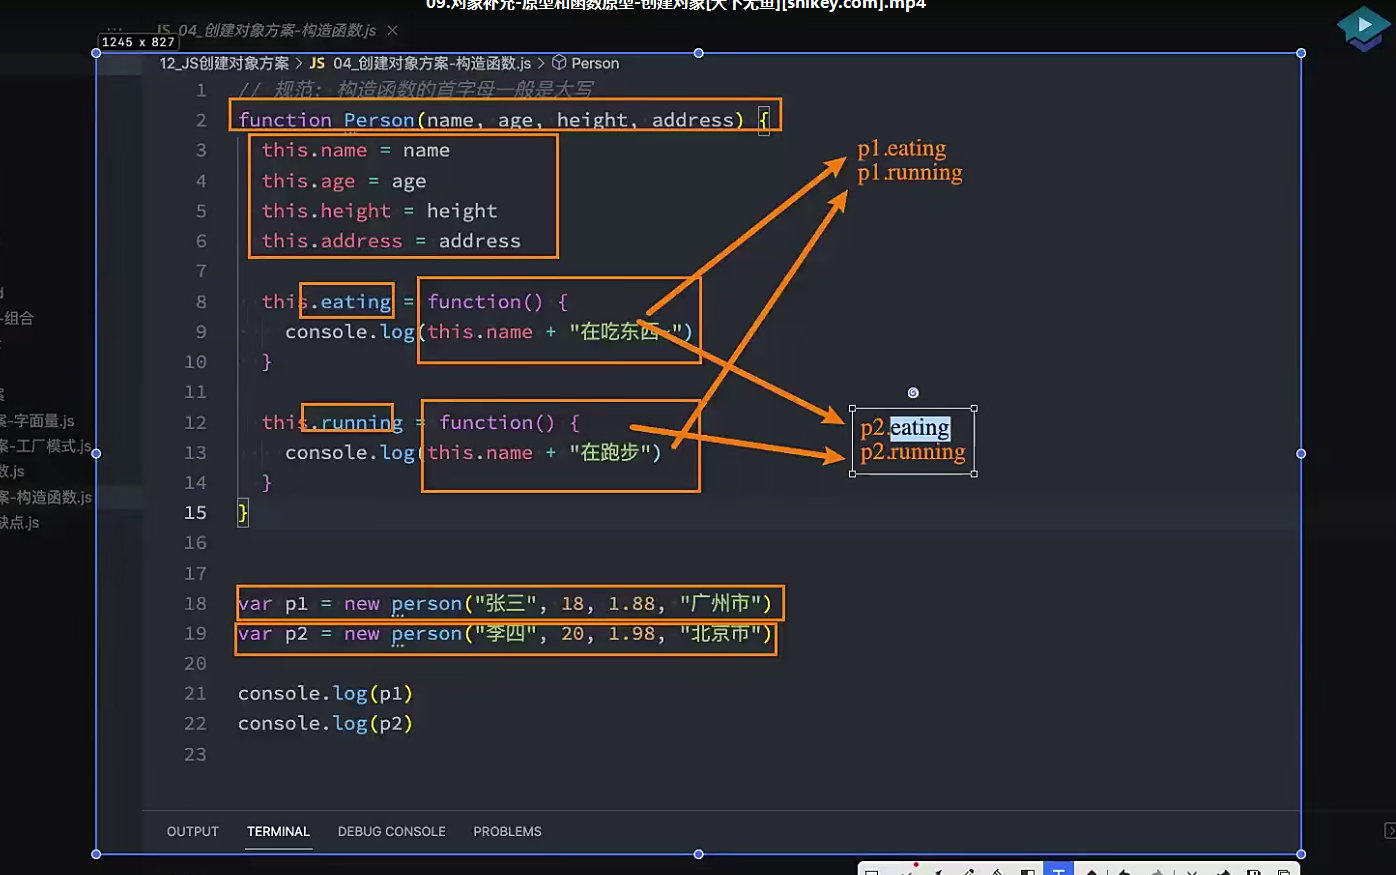 09.对象补充-原型和函数原型-创建对象[天下无鱼][shikey.com].mp4
JS 04_创建对象方案-构造函数.js ×
1245 x 827
12_JS创建对象方案 > JS 04_创建对象方案-构造函数.js > Person
1 // 规范: 构造函数的首字母一般是大写
2 function Person(name, age, height, address) {
3 this.name = name
4 this.age = age
5 this.height = height
6 this.address = address
7
8 this.eating = function() {
9 console.log(this.name + "在吃东西~")
10 }
11
12 this.running = function() {
13 console.log(this.name + "在跑步")
14 }
15 }
16
17
18 var p1 = new person("张三", 18, 1.88, "广州市")
19 var p2 = new person("李四", 20, 1.98, "北京市")
20
21 console.log(p1)
22 console.log(p2)
23
p1.eating
p1.running
p2.eating
p2.running
-组合
案-字面量.js
案-工厂模式.js
数.js
案-构造函数.js
缺点.js
OUTPUT TERMINAL DEBUG CONSOLE PROBLEMS